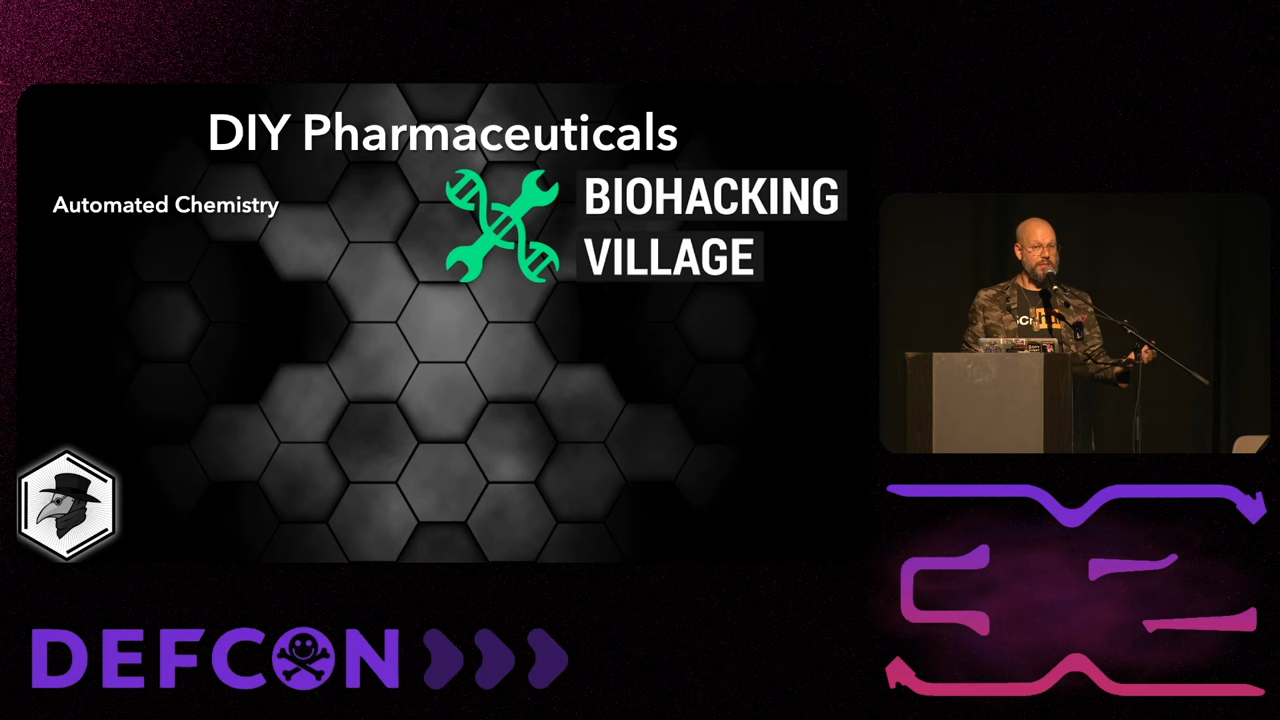 DIY Pharmaceuticals
Automated Chemistry
BIOHACKING
VILLAGE
DEFCON